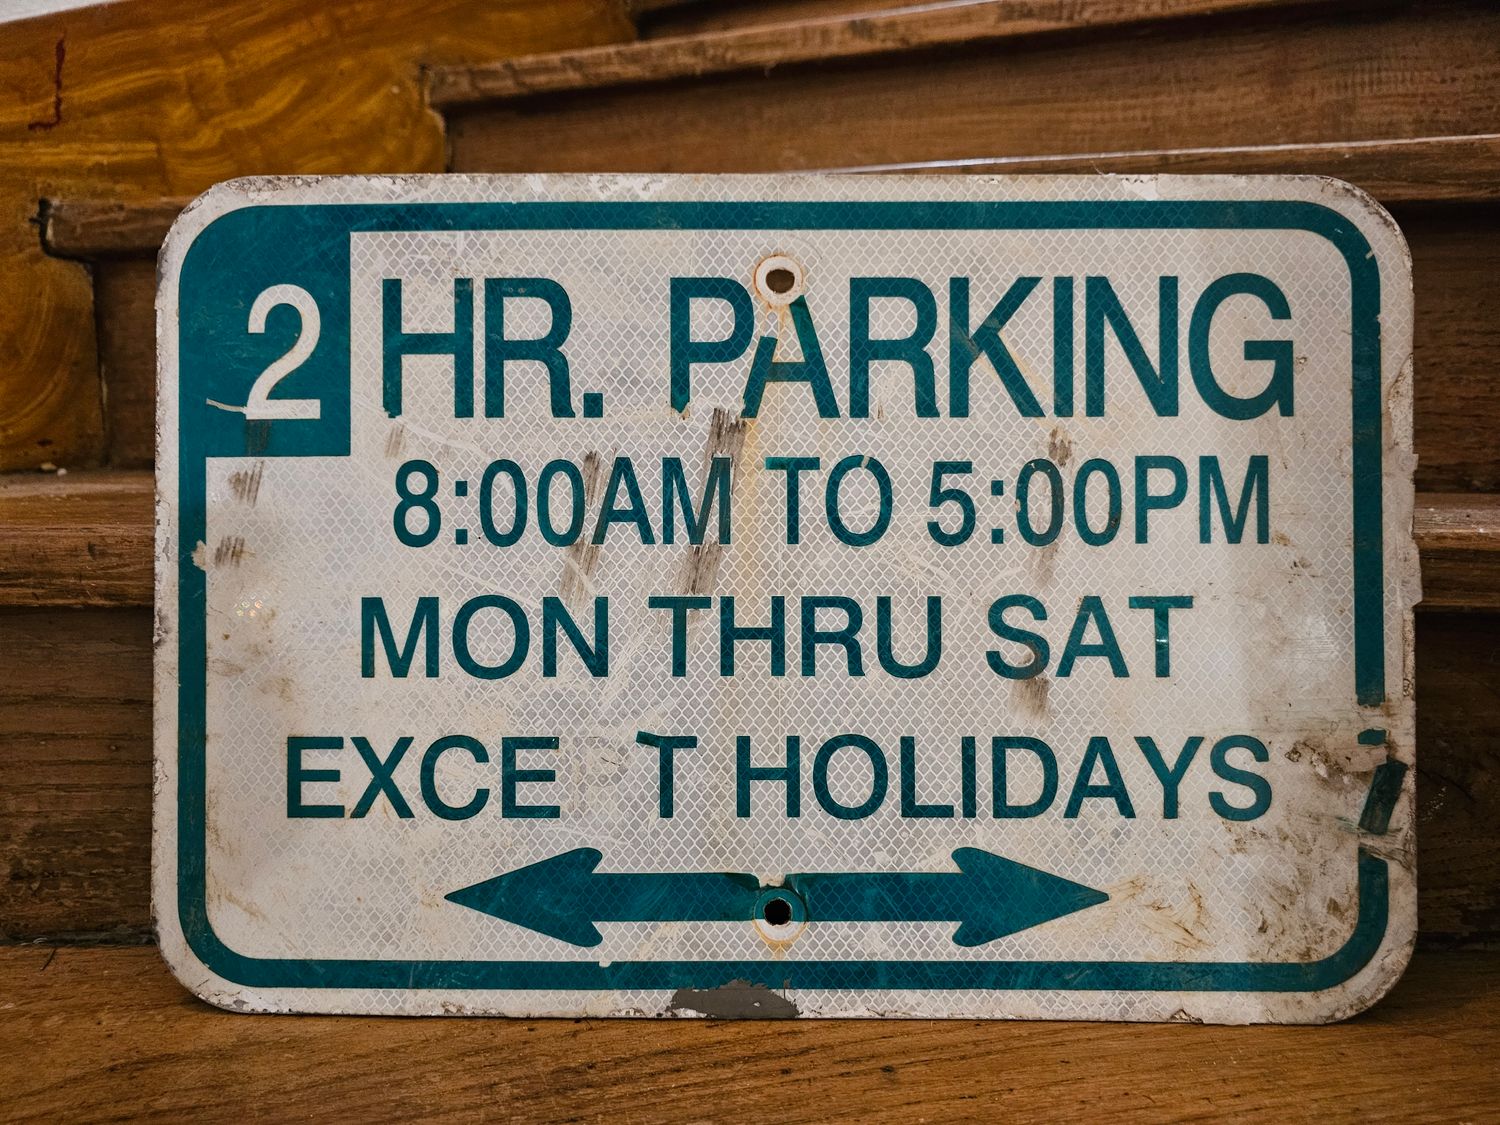 2 HR. PARKING
8:00AM TO 5:00PM
MON THRU SAT
EXCE T HOLIDAYS